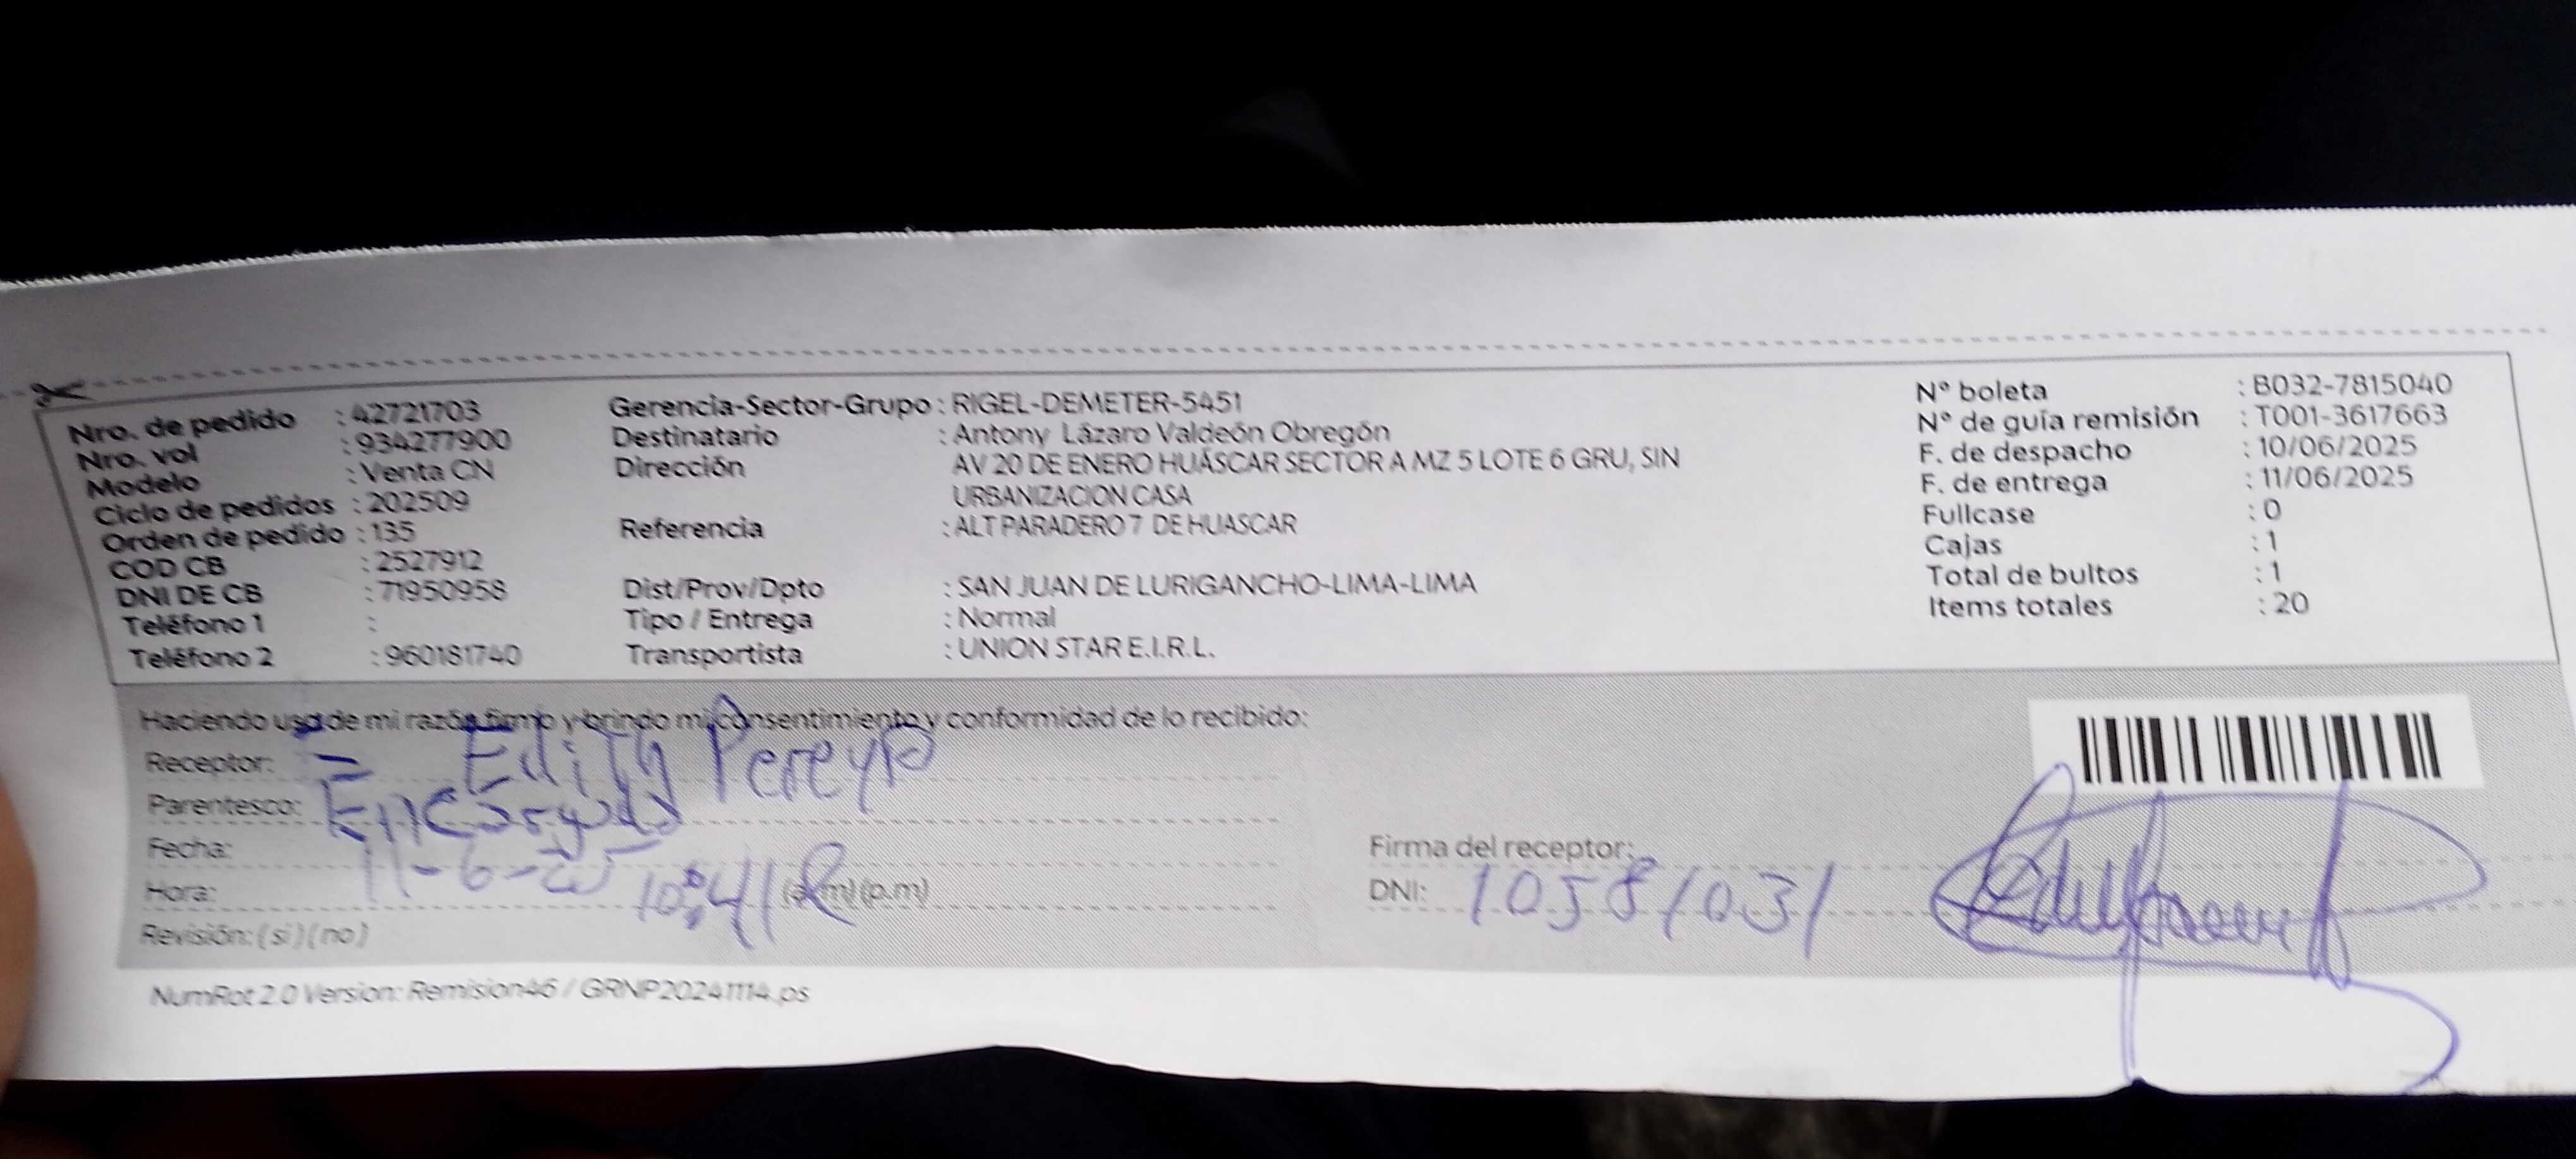 Nro. de pedido : 42721703
Nro. vol : 934277900
Modelo : Venta CN
Ciclo de pedidos : 202509
Orden de pedido : 135
COD CB : 2527912
DNI DE CB : 71950958
Teléfono 1 :
Teléfono 2 : 960181740
Gerencia-Sector-Grupo : RIGEL-DEMETER-5451
Destinatario : Antony Lázaro Valdeón Obregón
Dirección AV 20 DE ENERO HUÁSCAR SECTOR A MZ 5 LOTE 6 GRU, SIN
URBANIZACION CASA
Referencia : ALT PARADERO 7 DE HUASCAR
Dist/Prov/Dpto : SAN JUAN DE LURIGANCHO-LIMA-LIMA
Tipo / Entrega : Normal
Transportista : UNION STAR E.I.R.L.
N° boleta : B032-7815040
N° de guía remisión : T001-3617663
F. de despacho : 10/06/2025
F. de entrega : 11/06/2025
Fullcase : 0
Cajas : 1
Total de bultos : 1
Items totales : 20
Haciendo uso de mi razón firmo y brindo mi consentimiento y conformidad de lo recibido:
Receptor: Edith Pereyra
Parentesco: Encargada
Fecha: 11-6-25
Hora: 10:41 (a.m)(p.m)
Revisión: (si) (no)
Firma del receptor:
DNI: 10581031
NumRot 2.0 Version: Remision46 / GRNP20241114.ps